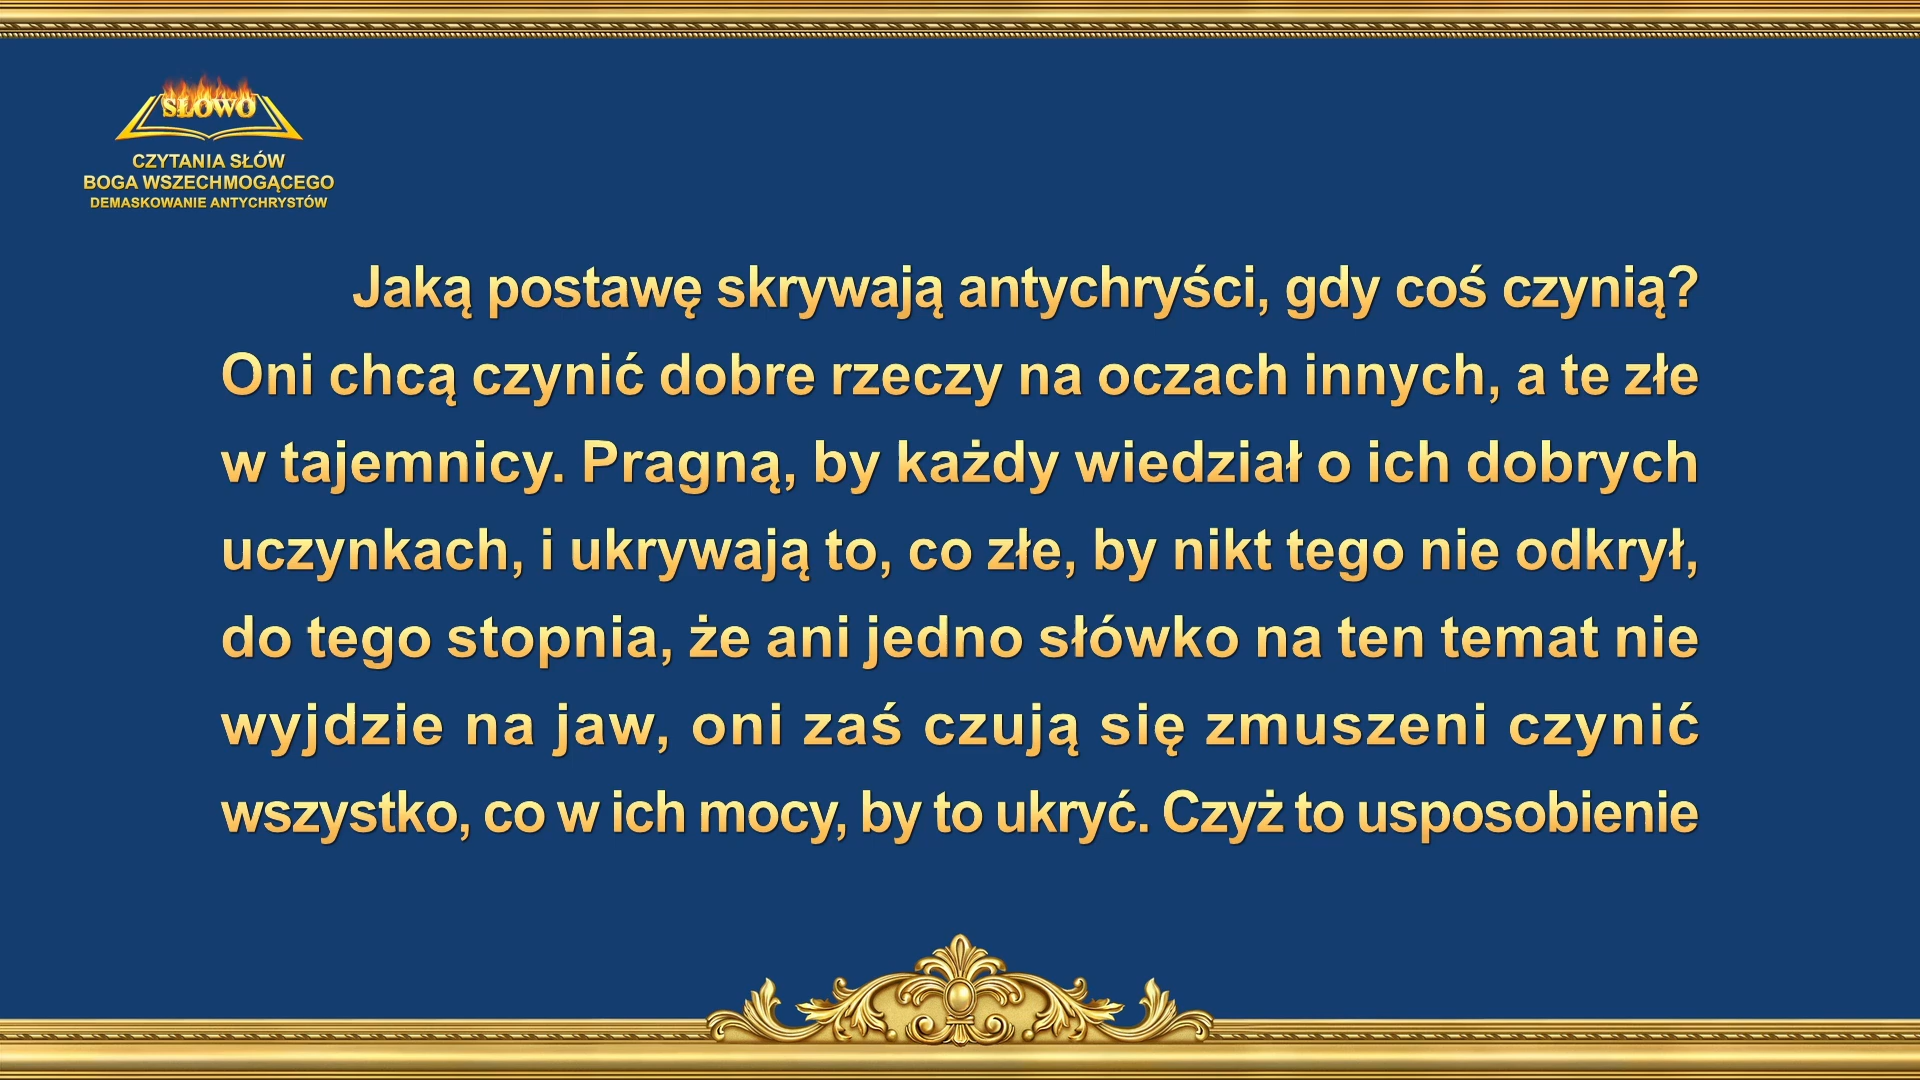 SŁOWO
CZYTANIA SŁÓW
BOGA WSZECHMOGĄCEGO
DEMASKOWANIE ANTYCHRYSTÓW
Jaką postawę skrywają antychryści, gdy coś czynią?
Oni chcą czynić dobre rzeczy na oczach innych, a te złe
w tajemnicy. Pragną, by każdy wiedział o ich dobrych
uczynkach, i ukrywają to, co złe, by nikt tego nie odkrył,
do tego stopnia, że ani jedno słówko na ten temat nie
wyjdzie na jaw, oni zaś czują się zmuszeni czynić
wszystko, co w ich mocy, by to ukryć. Czyż to usposobienie